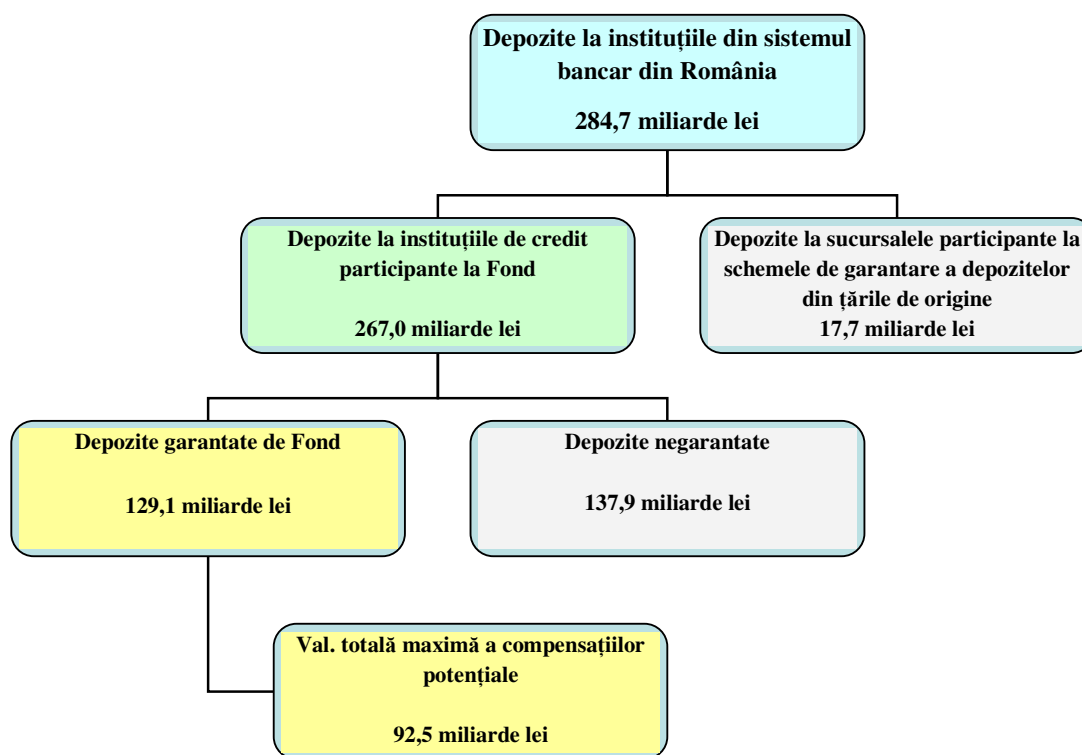 Depozite la instituțiile din sistemul
bancar din România
284,7 miliarde lei
Depozite la instituțiile de credit
participante la Fond
267,0 miliarde lei
Depozite la sucursalele participante la
schemele de garantare a depozitelor
din țările de origine
17,7 miliarde lei
Depozite garantate de Fond
129,1 miliarde lei
Depozite negarantate
137,9 miliarde lei
Val. totală maximă a compensațiilor
potențiale
92,5 miliarde lei